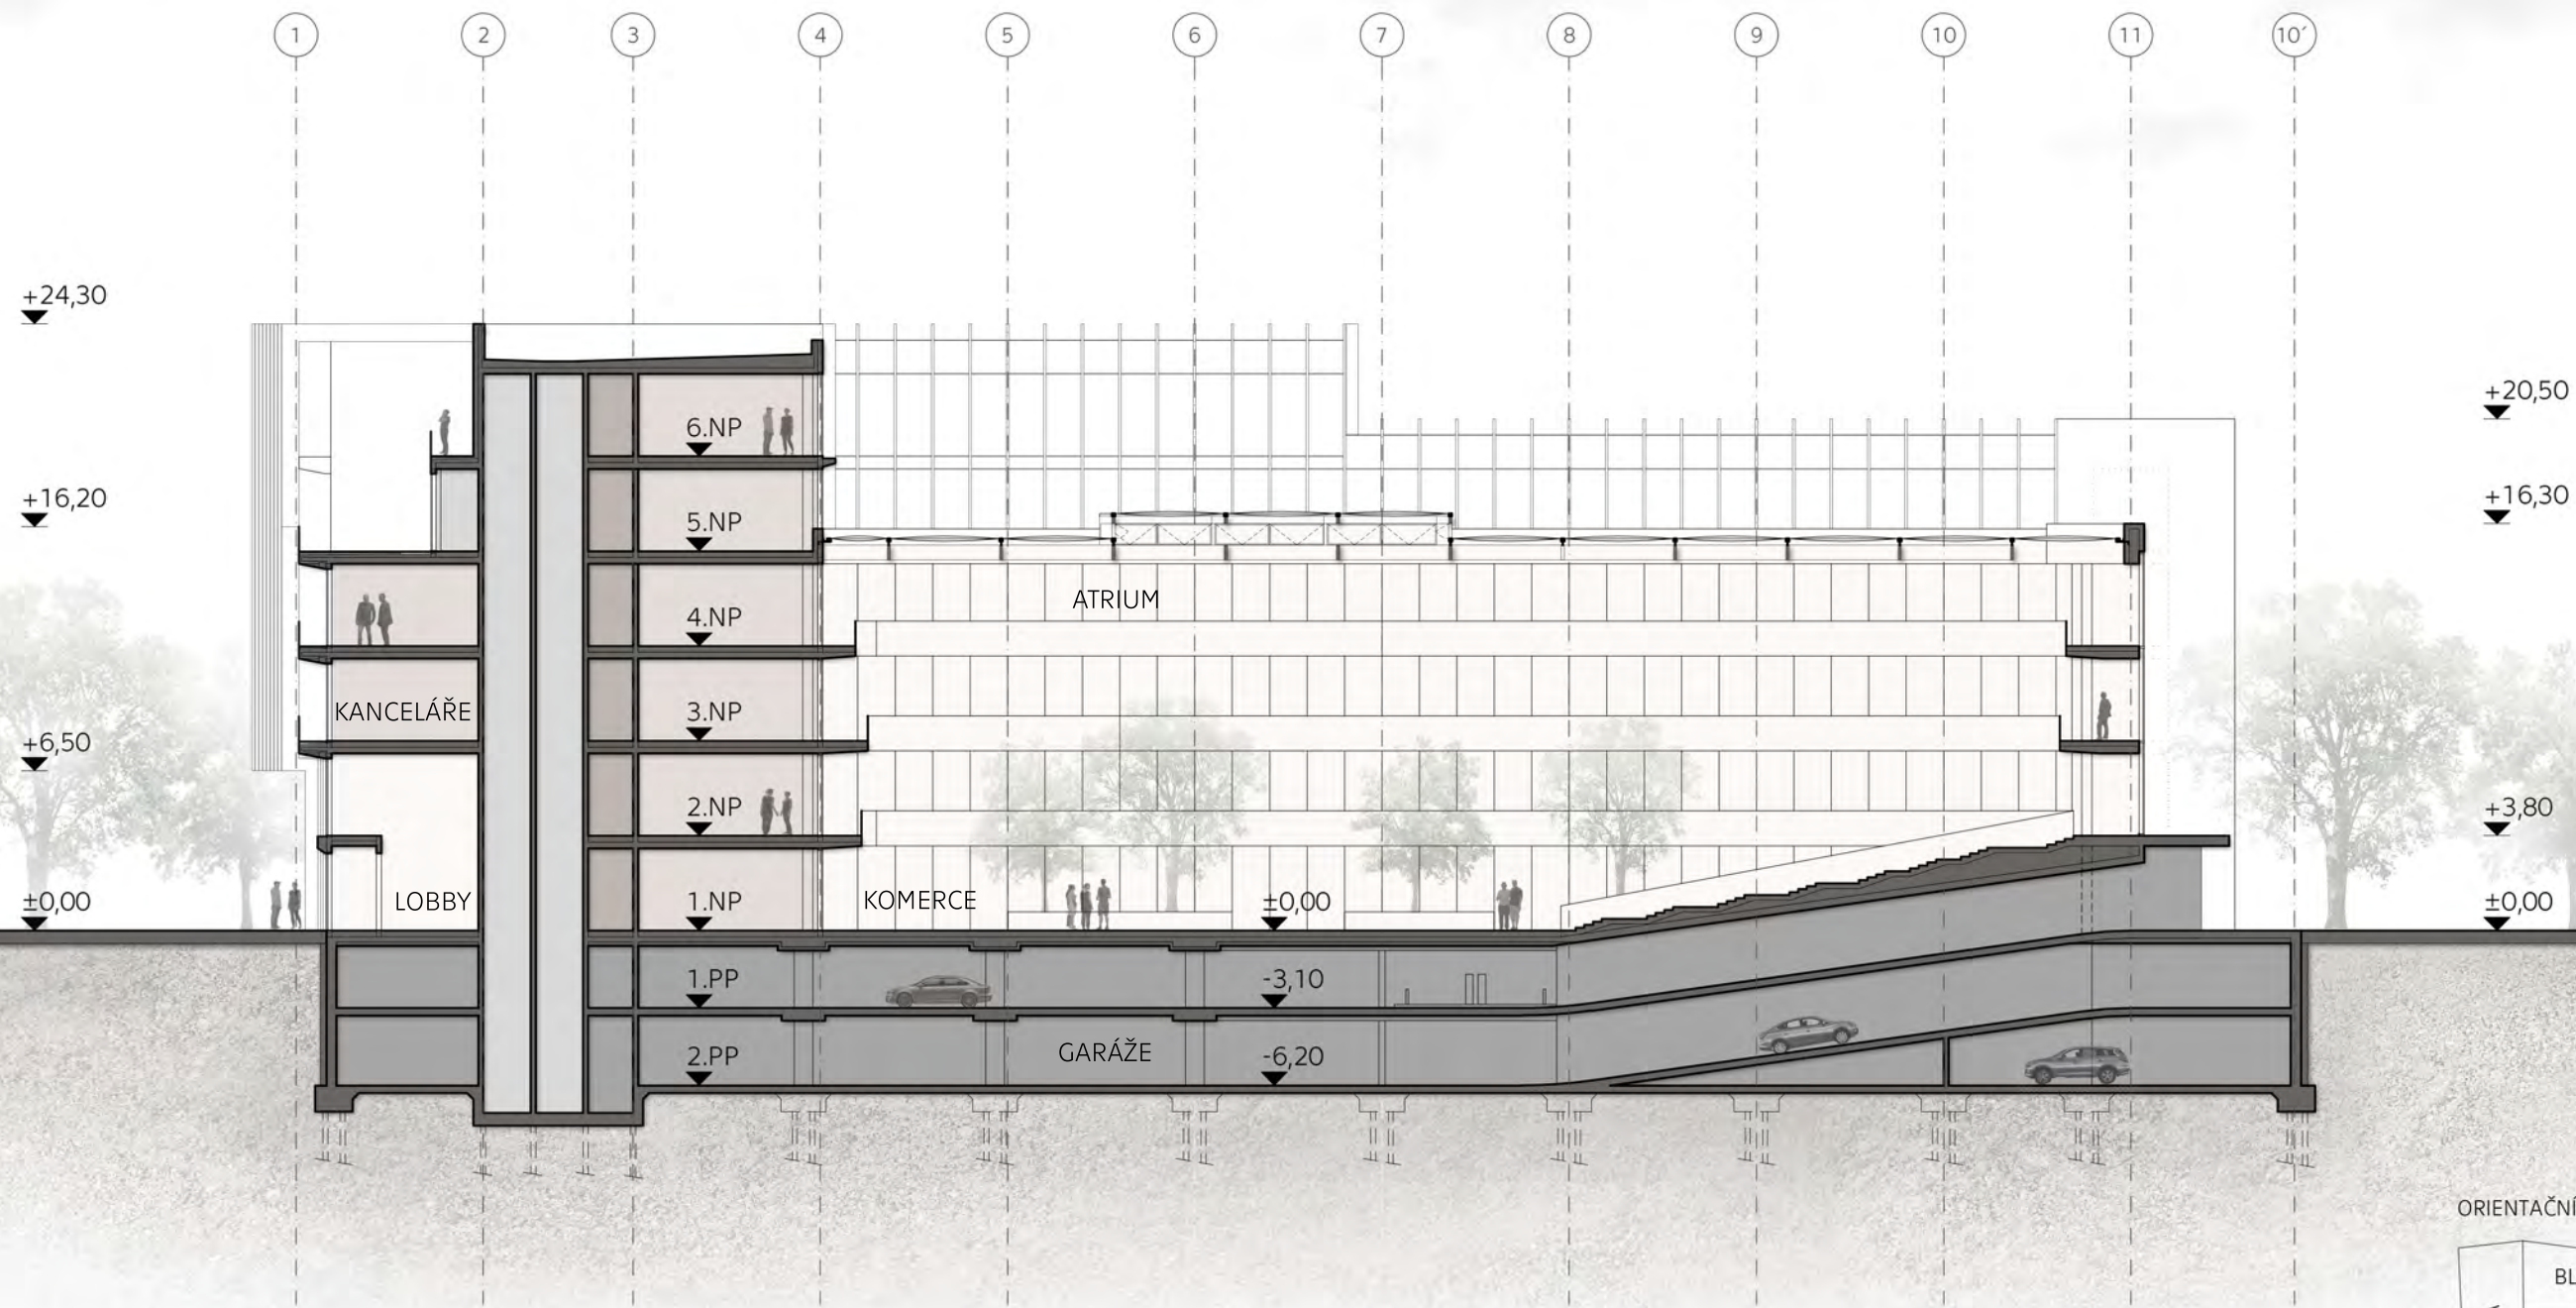 1 2 3 4 5 6 7 8 9 10 11 10´
+24,30
+20,50
6.NP
+16,20
5.NP
+16,30
ATRIUM
4.NP
KANCELÁŘE
3.NP
+6,50
2.NP
+3,80
±0,00
LOBBY
1.NP
KOMERCE
±0,00
±0,00
1.PP
-3,10
2.PP
GARÁŽE
-6,20
ORIENTAČNÍ
BL